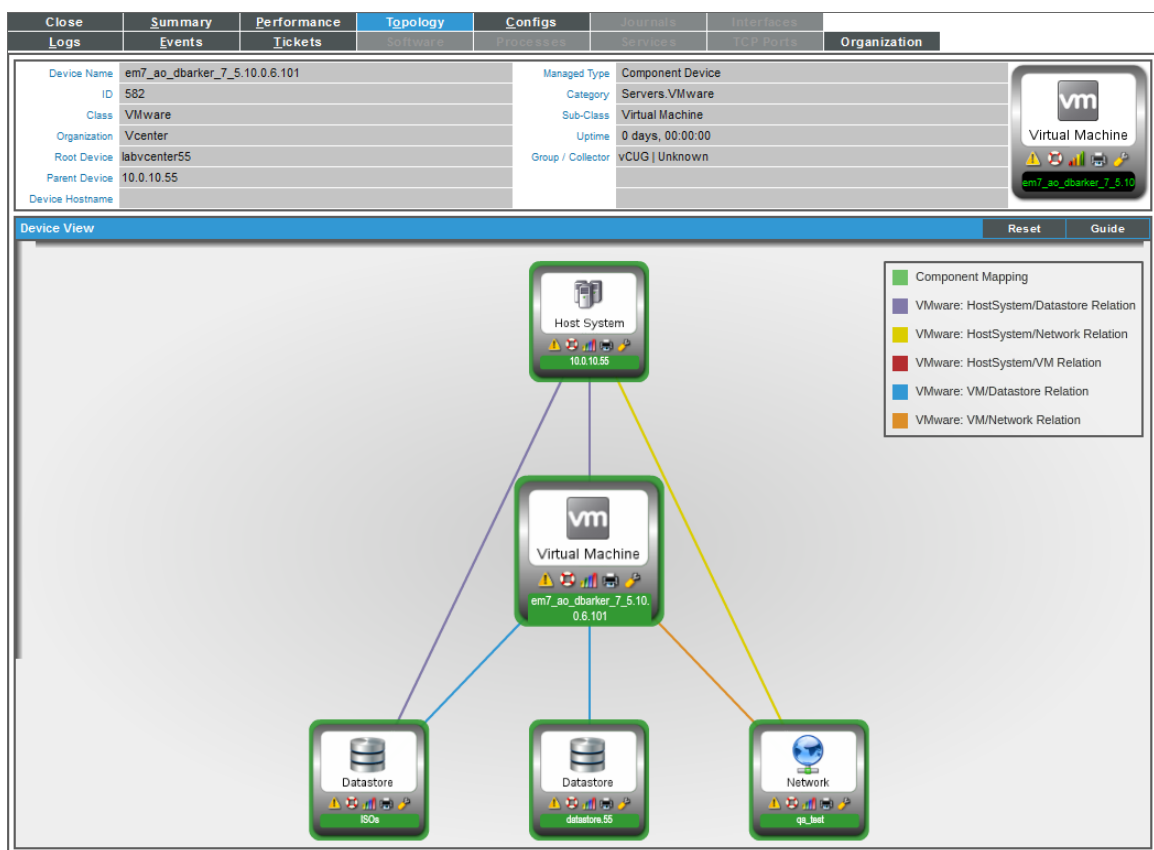 Close Summary Performance Topology Configs Journals Interfaces
Logs Events Tickets Software Processes Services TCP Ports Organization
Device Name em7_ao_dbarker_7_5.10.0.6.101 Managed Type Component Device
ID 582 Category Servers.VMware
Class VMware Sub-Class Virtual Machine
Organization Vcenter Uptime 0 days, 00:00:00
Root Device labvcenter55 Group / Collector vCUG | Unknown
Parent Device 10.0.10.55
Device Hostname
vm
Virtual Machine
em7_ao_dbarker_7_5.10
Device View Reset Guide
Component Mapping
VMware: HostSystem/Datastore Relation
VMware: HostSystem/Network Relation
VMware: HostSystem/VM Relation
VMware: VM/Datastore Relation
VMware: VM/Network Relation
Host System
10.0.10.55
vm
Virtual Machine
em7_ao_dbarker_7_5.10.
0.6.101
Datastore
ISOs
Datastore
datastore.55
Network
qa_test